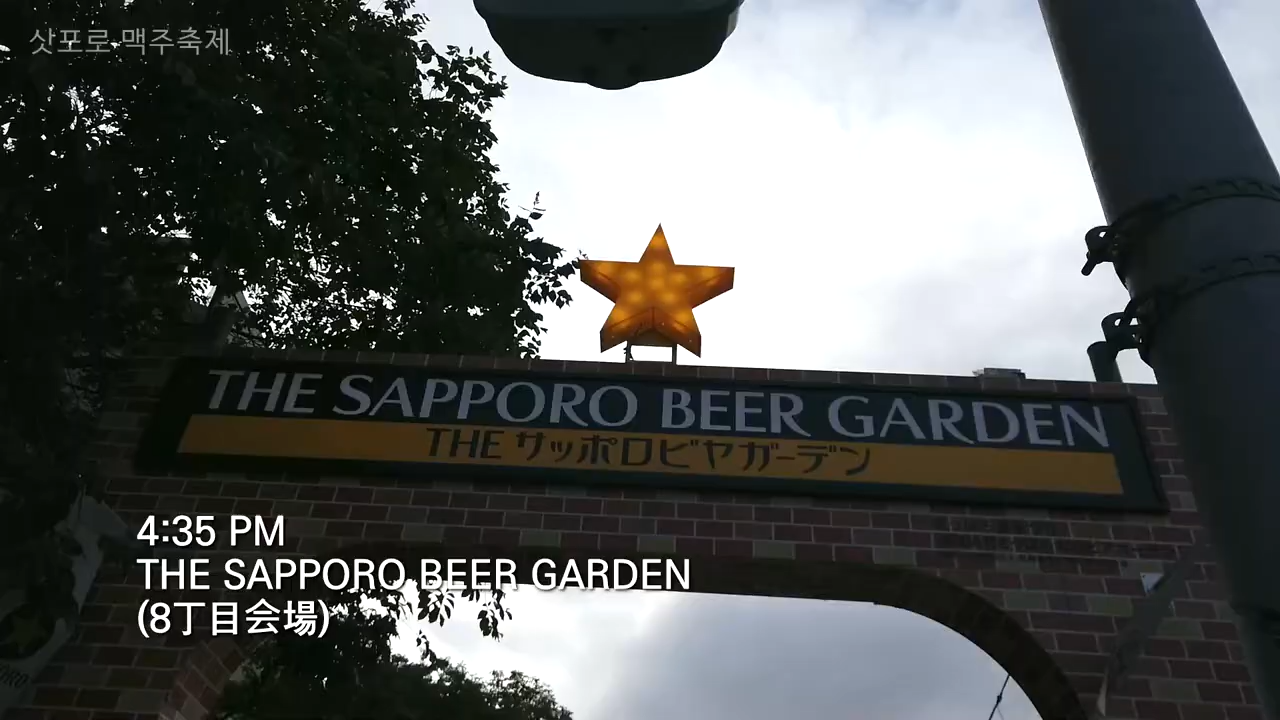 삿포로 맥주축제
THE SAPPORO BEER GARDEN
THE サッポロビヤガーデン
4:35 PM
THE SAPPORO BEER GARDEN
(8丁目会場)